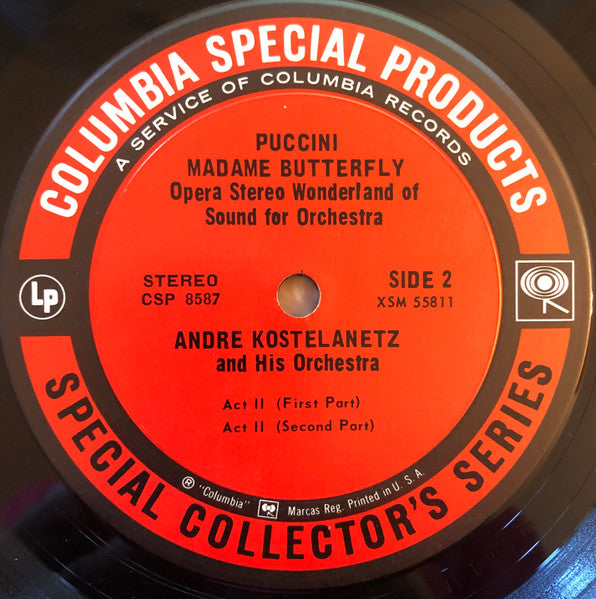 COLUMBIA SPECIAL PRODUCTS
A SERVICE OF COLUMBIA RECORDS
PUCCINI
MADAME BUTTERFLY
Opera Stereo Wonderland of
Sound for Orchestra
STEREO
CSP 8587
SIDE 2
XSM 55811
Lp
ANDRE KOSTELANETZ
and His Orchestra
Act II (First Part)
Act II (Second Part)
® "Columbia" Marcas Reg. Printed in U. S. A.
SPECIAL COLLECTOR'S SERIES